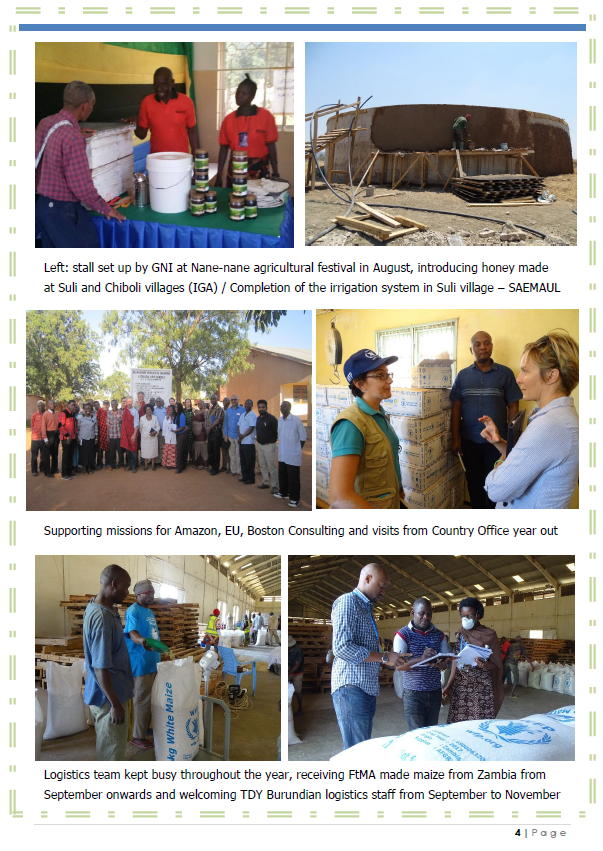 Left: stall set up by GNI at Nane-nane agricultural festival in August, introducing honey made
at Suli and Chiboli villages (IGA) / Completion of the irrigation system in Suli village – SAEMAUL
Supporting missions for Amazon, EU, Boston Consulting and visits from Country Office year out
kg White Maize
Logistics team kept busy throughout the year, receiving FtMA made maize from Zambia from
September onwards and welcoming TDY Burundian logistics staff from September to November
4 | Page